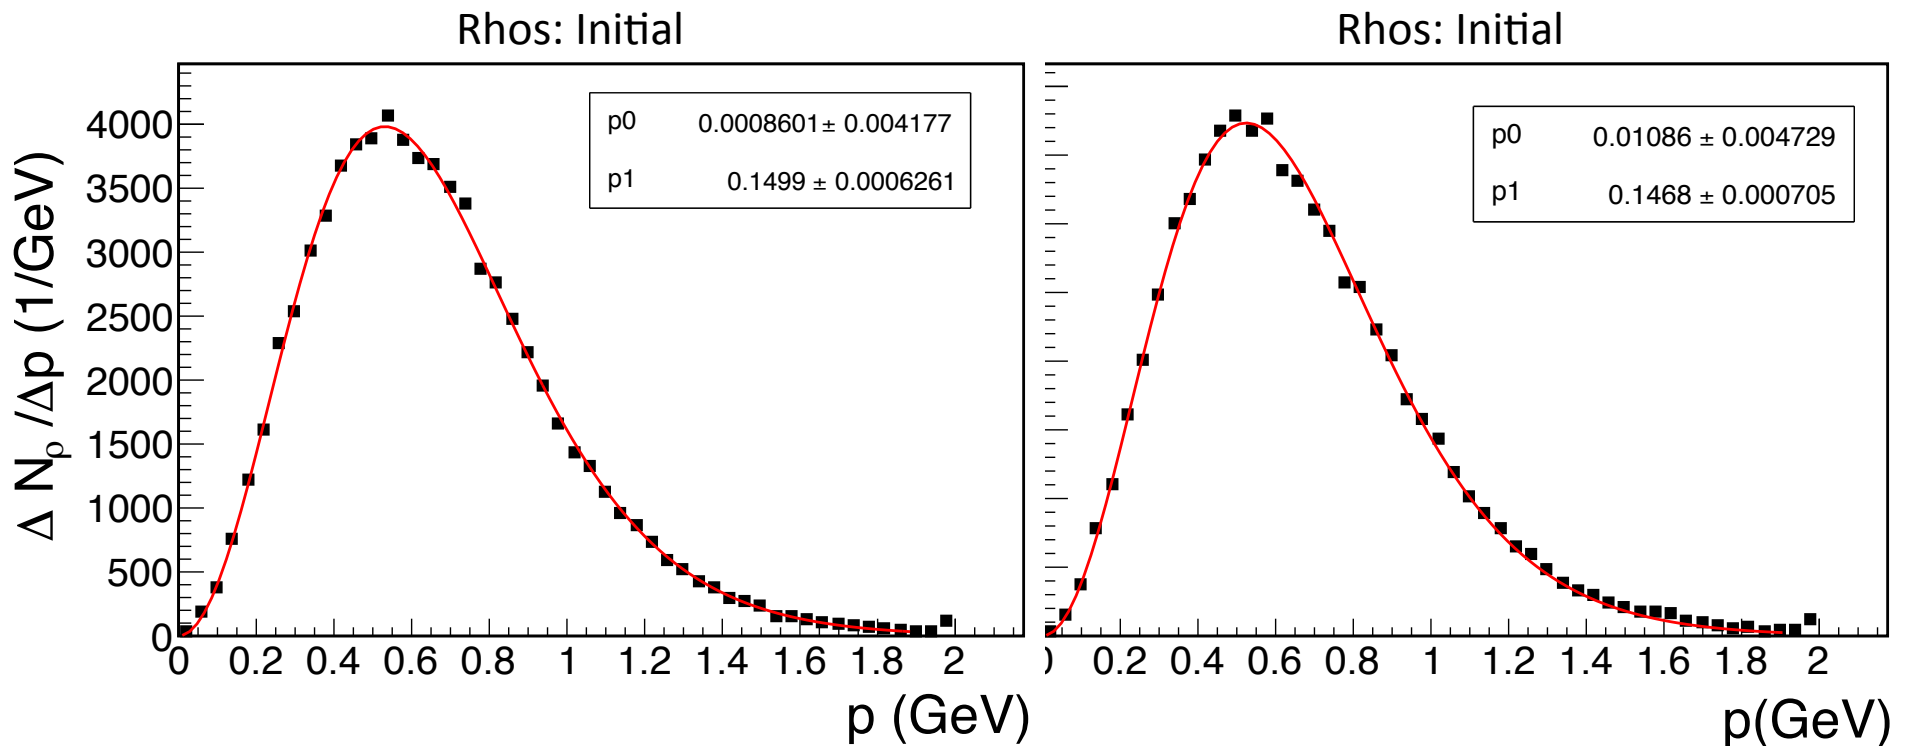 Rhos: Initial
Rhos: Initial
Δ Nρ /Δp (1/GeV)
4000
3500
3000
2500
2000
1500
1000
500
0
p0 0.0008601± 0.004177
p1 0.1499 ± 0.0006261
0 0.2 0.4 0.6 0.8 1 1.2 1.4 1.6 1.8 2
p (GeV)
p0 0.01086 ± 0.004729
p1 0.1468 ± 0.000705
0 0.2 0.4 0.6 0.8 1 1.2 1.4 1.6 1.8 2
p(GeV)